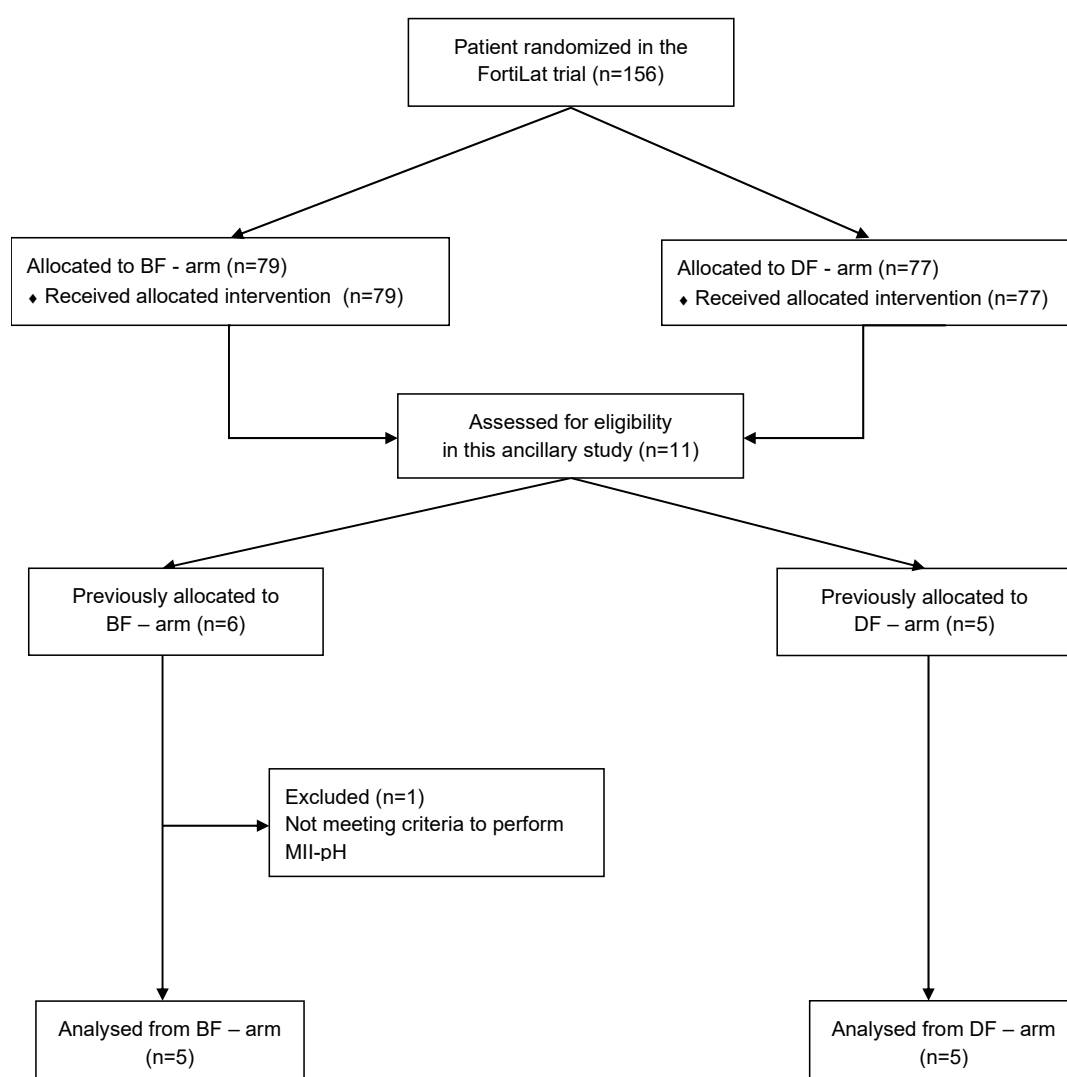 Patient randomized in the
FortiLat trial (n=156)
Allocated to BF - arm (n=79)
♦ Received allocated intervention (n=79)
Allocated to DF - arm (n=77)
♦ Received allocated intervention (n=77)
Assessed for eligibility
in this ancillary study (n=11)
Previously allocated to
BF – arm (n=6)
Previously allocated to
DF – arm (n=5)
Excluded (n=1)
Not meeting criteria to perform
MII-pH
Analysed from BF – arm
(n=5)
Analysed from DF – arm
(n=5)